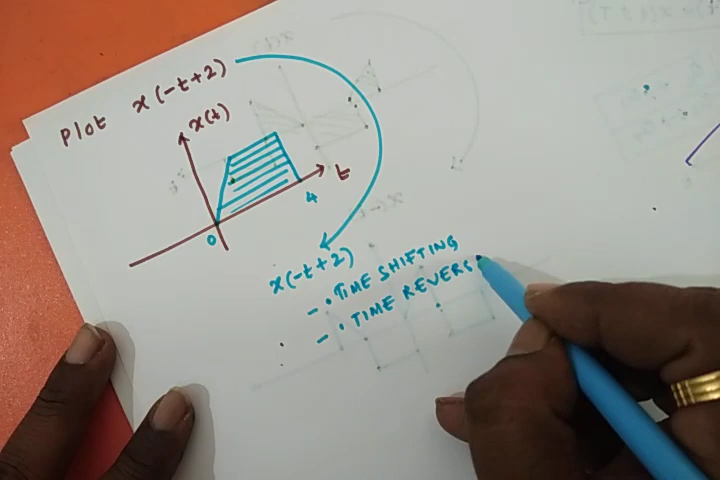 Plot x(-t+2)
x(t)
t
0
4
x(-t+2)
- . TIME SHIFTING
- . TIME REVERS